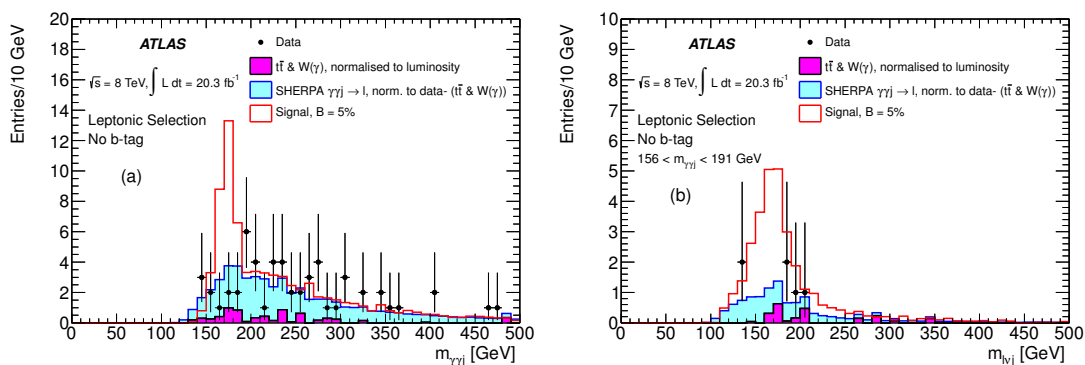 Entries/10 GeV
20
18
16
14
12
10
8
6
4
2
0
ATLAS
√s = 8 TeV, ∫ L dt = 20.3 fb⁻¹
Leptonic Selection
No b-tag
(a)
Data
tt̄ & W(γ), normalised to luminosity
SHERPA γγj → l, norm. to data- (tt̄ & W(γ))
Signal, B = 5%
0 50 100 150 200 250 300 350 400 450 500
m_γγj [GeV]
Entries/10 GeV
10
9
8
7
6
5
4
3
2
1
0
ATLAS
√s = 8 TeV, ∫ L dt = 20.3 fb⁻¹
Leptonic Selection
No b-tag
156 < m_γγj < 191 GeV
(b)
Data
tt̄ & W(γ), normalised to luminosity
SHERPA γγj → l, norm. to data- (tt̄ & W(γ))
Signal, B = 5%
0 50 100 150 200 250 300 350 400 450 500
m_lνj [GeV]